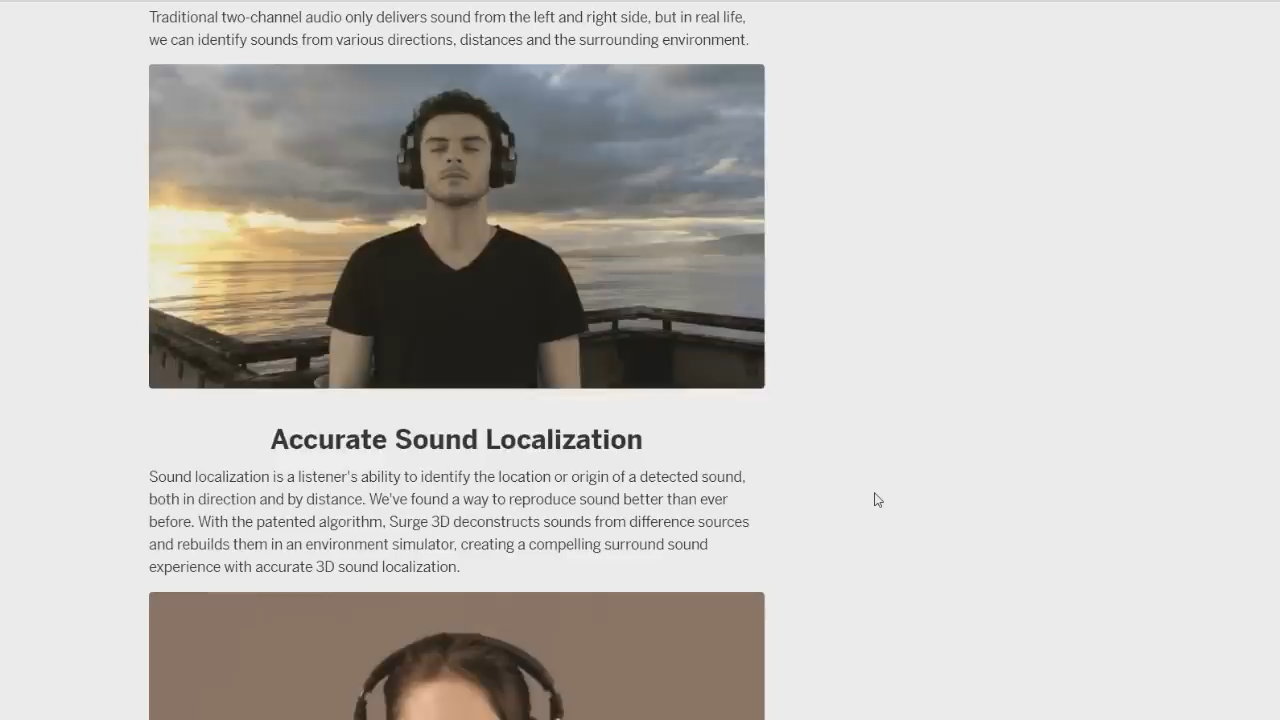 Traditional two-channel audio only delivers sound from the left and right side, but in real life,
we can identify sounds from various directions, distances and the surrounding environment.
Accurate Sound Localization
Sound localization is a listener's ability to identify the location or origin of a detected sound,
both in direction and by distance. We've found a way to reproduce sound better than ever
before. With the patented algorithm, Surge 3D deconstructs sounds from difference sources
and rebuilds them in an environment simulator, creating a compelling surround sound
experience with accurate 3D sound localization.